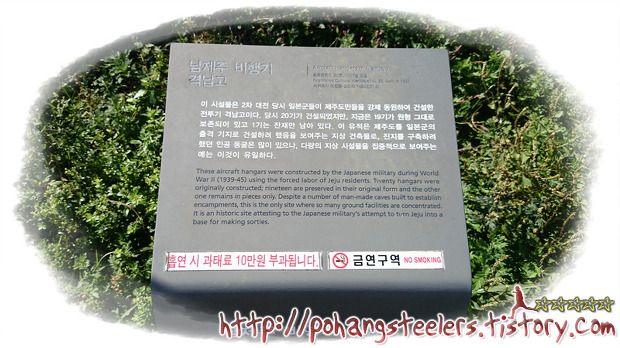 남제주 비행기
격납고
이 시설물은 2차 대전 당시 일본군들이 제주도민들을 강제 동원하여 건설한
전투기 격납고이다. 당시 20기가 건설되었지만, 지금은 19기가 원형 그대로
보존되어 있고 1기는 잔재만 남아 있다. 이 유적은 제주도를 일본군의
출격 기지로 건설하려 했음을 보여주는 지상 건축물로, 진지를 구축하려
했던 인공 동굴은 많이 있으나, 다량의 지상 시설물을 집중적으로 보여주는
예는 이것이 유일하다.
These aircraft hangars were constructed by the Japanese military during World
War II (1939-45) using the forced labor of Jeju residents. Twenty hangars were
originally constructed; nineteen are preserved in their original form and the other
one remains in pieces only. Despite a number of man-made caves built to establish
encampments, this is the only site where so many ground facilities are concentrated.
It is an historic site attesting to the Japanese military's attempt to turn Jeju into a
base for making sorties.
흡연 시 과태료 10만원 부과됩니다.
금연구역 NO SMOKING
http://pohangsteelers.tistory.com